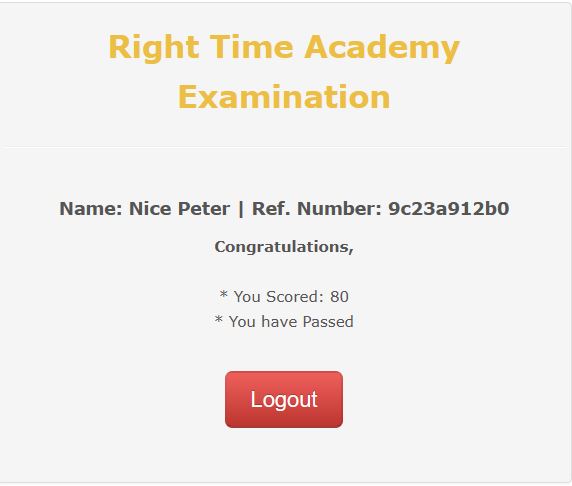 Right Time Academy
Examination
Name: Nice Peter | Ref. Number: 9c23a912b0
Congratulations,
* You Scored: 80
* You have Passed
Logout